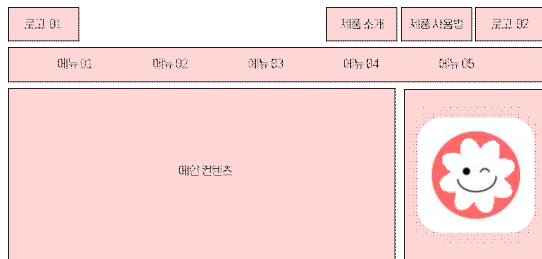 로고 01
제품 소개
제품 사용법
로고 02
메뉴 01
메뉴 02
메뉴 03
메뉴 04
메뉴 05
메인 컨텐츠